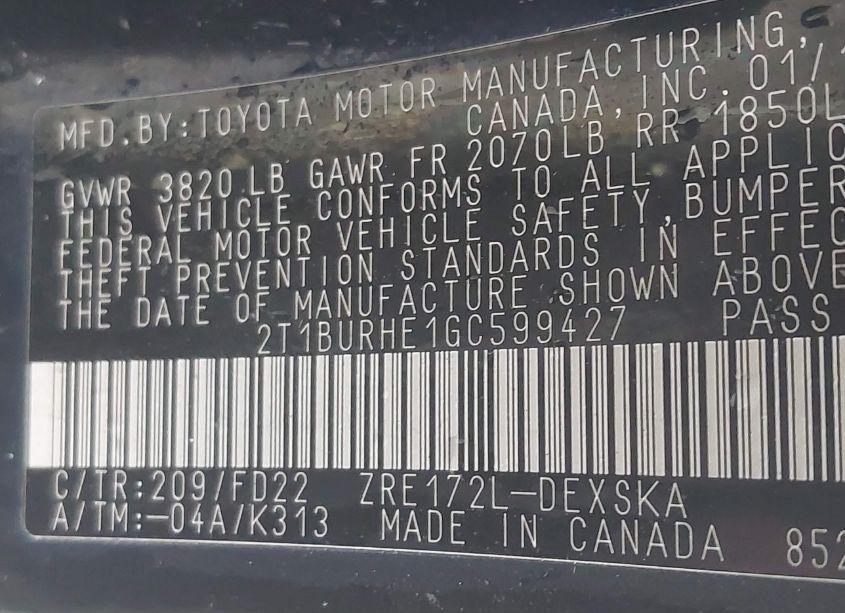 MFD.BY:TOYOTA MOTOR MANUFACTURING,
CANADA, INC. 01/
GVWR 3820 LB GAWR FR 2070LB RR 1850L
THIS VEHICLE CONFORMS TO ALL APPLIC
FEDERAL MOTOR VEHICLE SAFETY,BUMPER
THEFT PREVENTION STANDARDS IN EFFEC
THE DATE OF MANUFACTURE SHOWN ABOVE
2T1BURHE1GC599427 PASS
C/TR:209/FD22 ZRE172L-DEXSKA
A/TM:-04A/K313 MADE IN CANADA 852